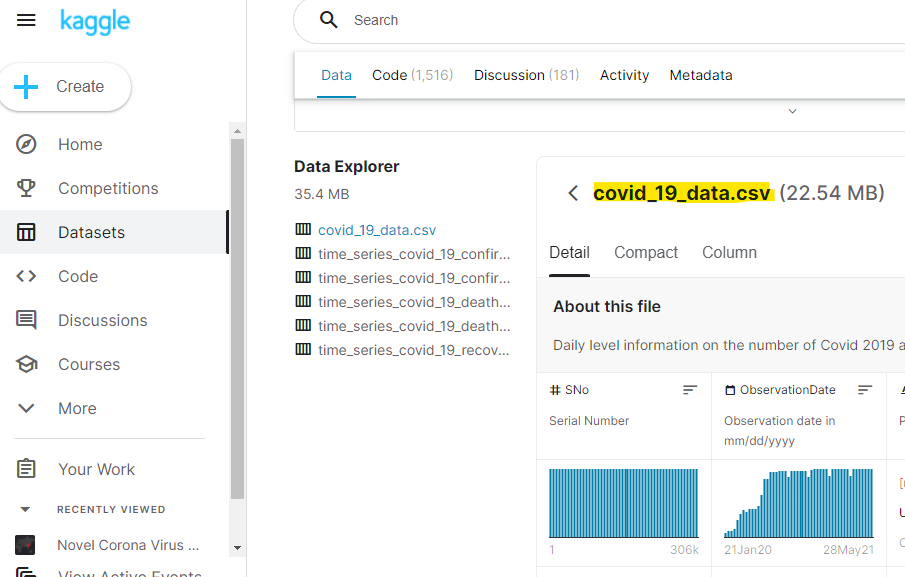 kaggle
Search
Create
Data Code (1,516) Discussion (181) Activity Metadata
Home
Competitions
Datasets
Code
Discussions
Courses
More
Your Work
RECENTLY VIEWED
Novel Corona Virus ...
View Active Events
Data Explorer
35.4 MB
covid_19_data.csv
time_series_covid_19_confir...
time_series_covid_19_confir...
time_series_covid_19_death...
time_series_covid_19_death...
time_series_covid_19_recov...
covid_19_data.csv (22.54 MB)
Detail Compact Column
About this file
Daily level information on the number of Covid 2019
# SNo
Serial Number
1 306k
ObservationDate
Observation date in
mm/dd/yyyy
21Jan20 28May21